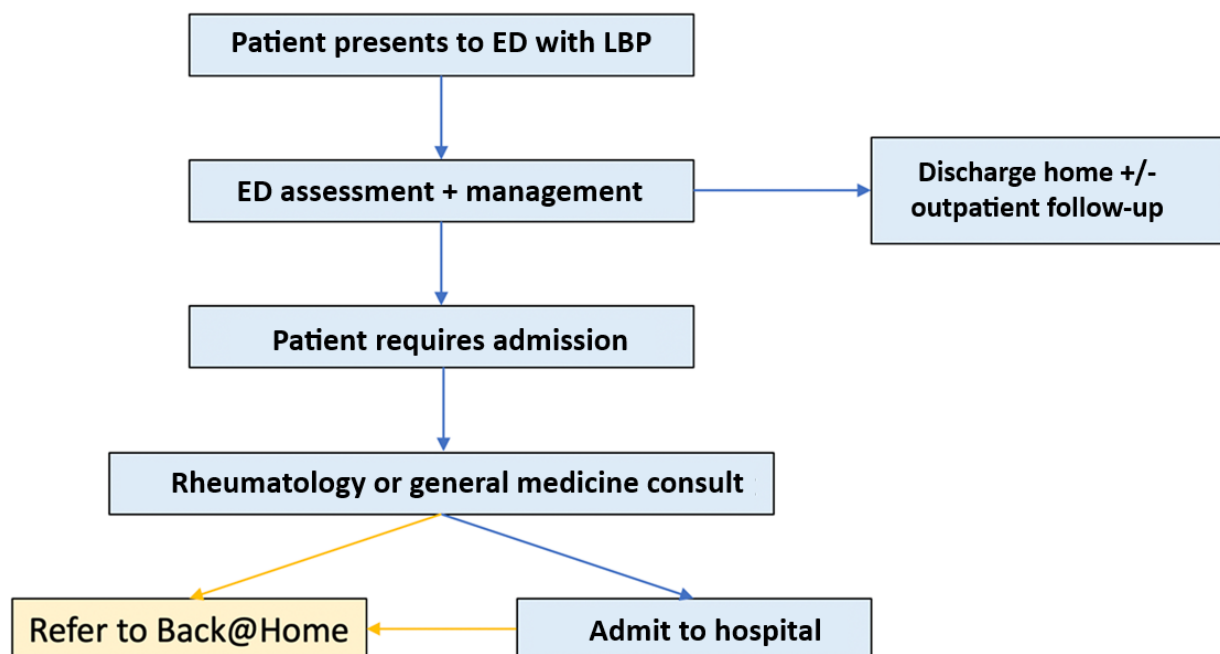 Patient presents to ED with LBP
ED assessment + management
Discharge home +/-
outpatient follow-up
Patient requires admission
Rheumatology or general medicine consult
Refer to Back@Home
Admit to hospital